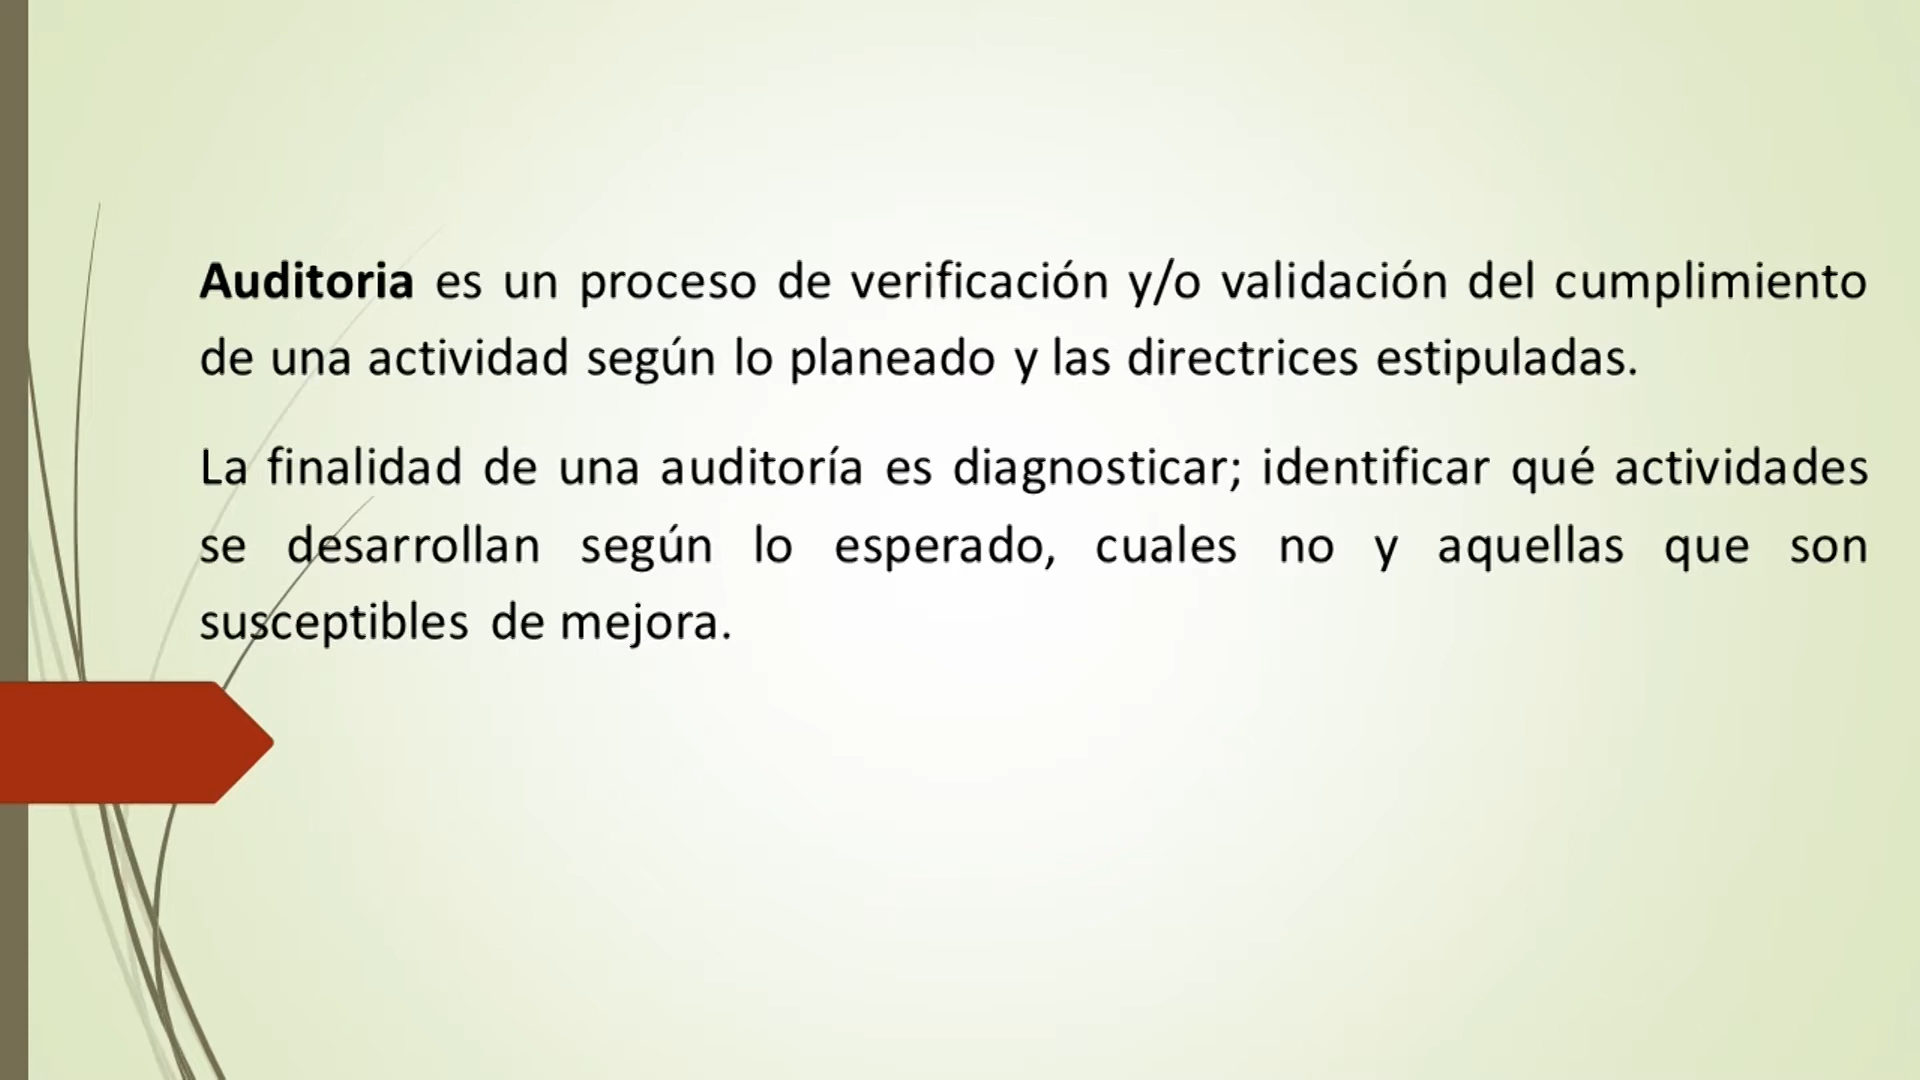 Auditoria es un proceso de verificación y/o validación del cumplimiento
de una actividad según lo planeado y las directrices estipuladas.
La finalidad de una auditoría es diagnosticar; identificar qué actividades
se desarrollan según lo esperado, cuales no y aquellas que son
susceptibles de mejora.